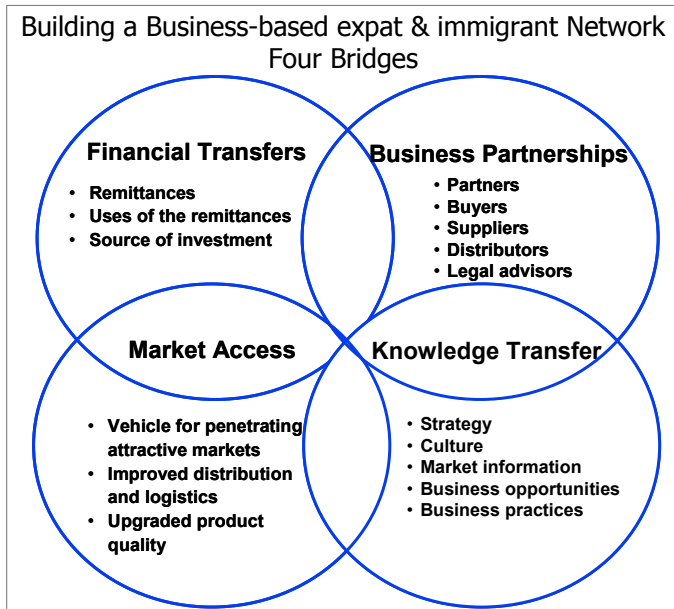 Building a Business-based expat & immigrant Network
Four Bridges
Financial Transfers
• Remittances
• Uses of the remittances
• Source of investment
Business Partnerships
• Partners
• Buyers
• Suppliers
• Distributors
• Legal advisors
Market Access
• Vehicle for penetrating
attractive markets
• Improved distribution
and logistics
• Upgraded product
quality
Knowledge Transfer
• Strategy
• Culture
• Market information
• Business opportunities
• Business practices